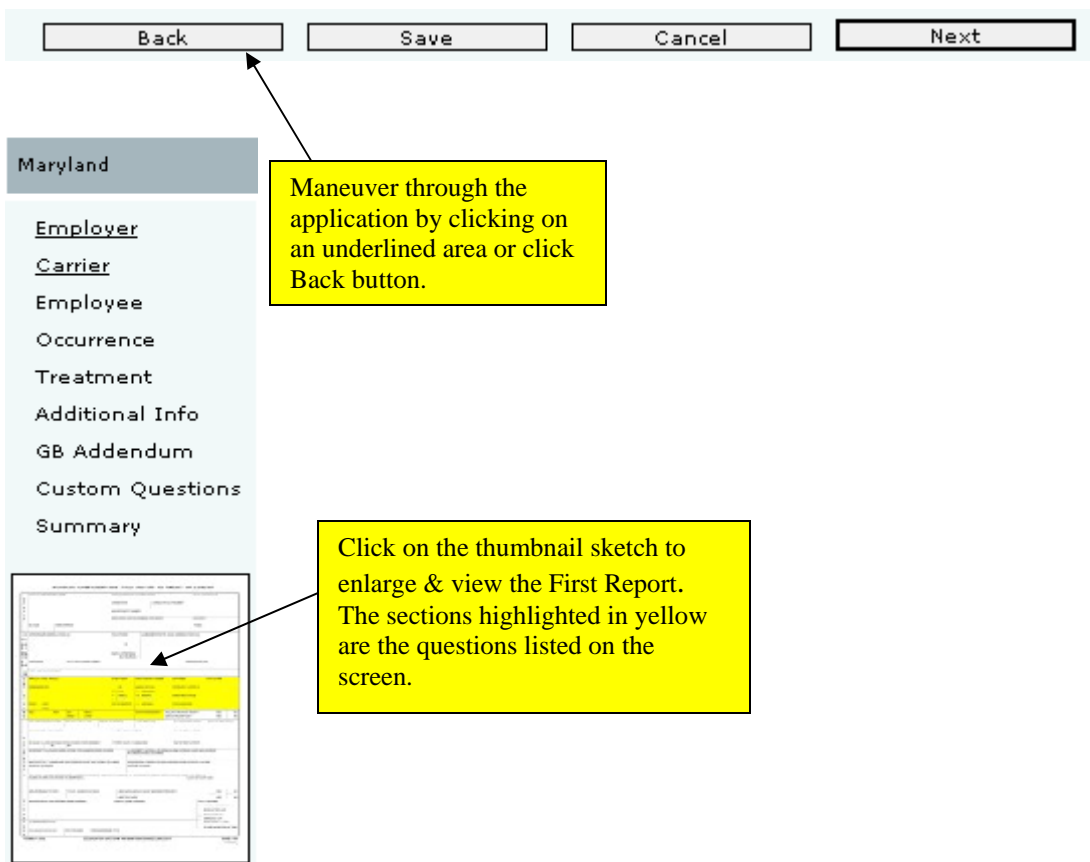 Back Save Cancel Next
Maryland
Maneuver through the
application by clicking on
an underlined area or click
Back button.
Employer
Carrier
Employee
Occurrence
Treatment
Additional Info
GB Addendum
Custom Questions
Summary
Click on the thumbnail sketch to
enlarge & view the First Report.
The sections highlighted in yellow
are the questions listed on the
screen.